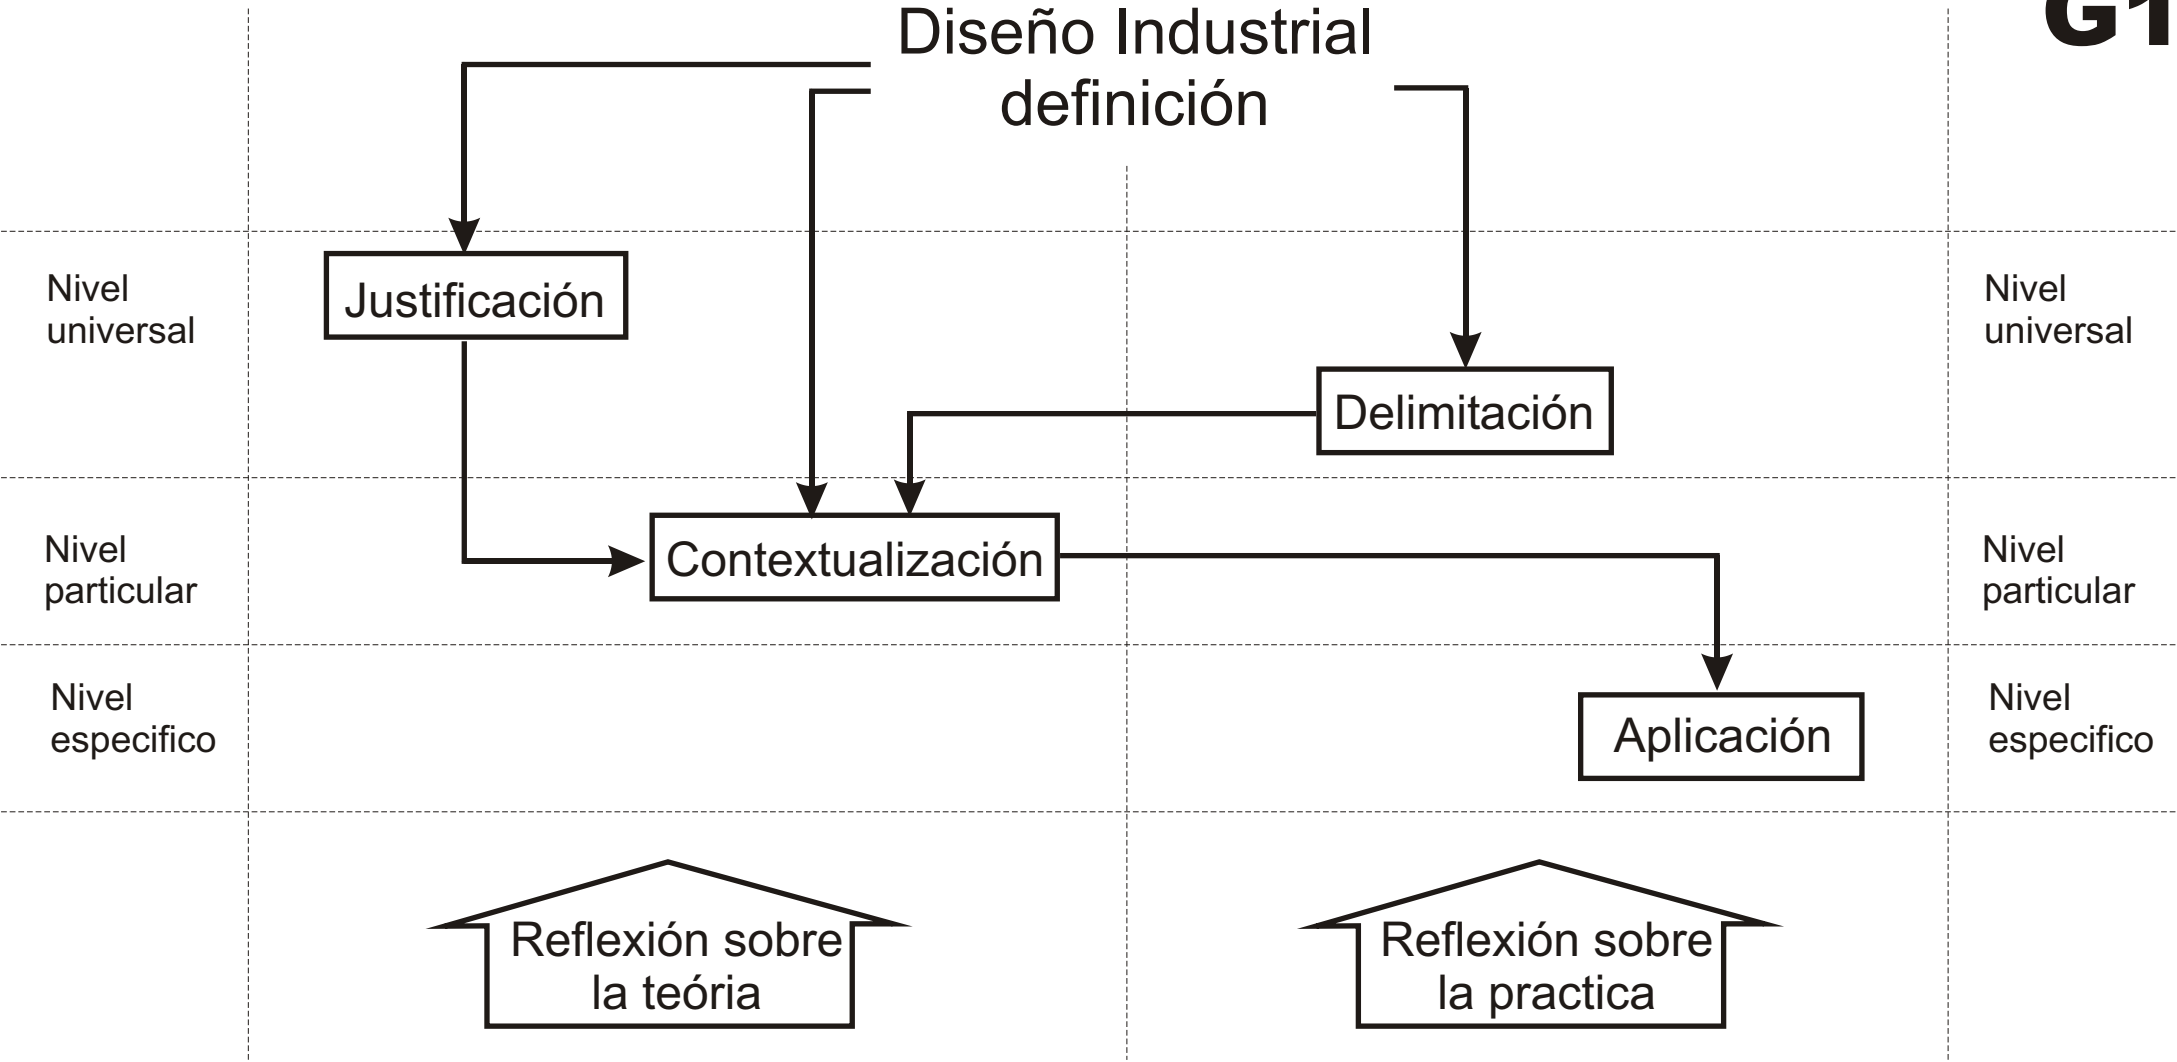 G1
Diseño Industrial
definición
Nivel
universal
Justificación
Nivel
universal
Delimitación
Nivel
particular
Contextualización
Nivel
particular
Nivel
especifico
Aplicación
Nivel
especifico
Reflexión sobre
la teória
Reflexión sobre
la practica